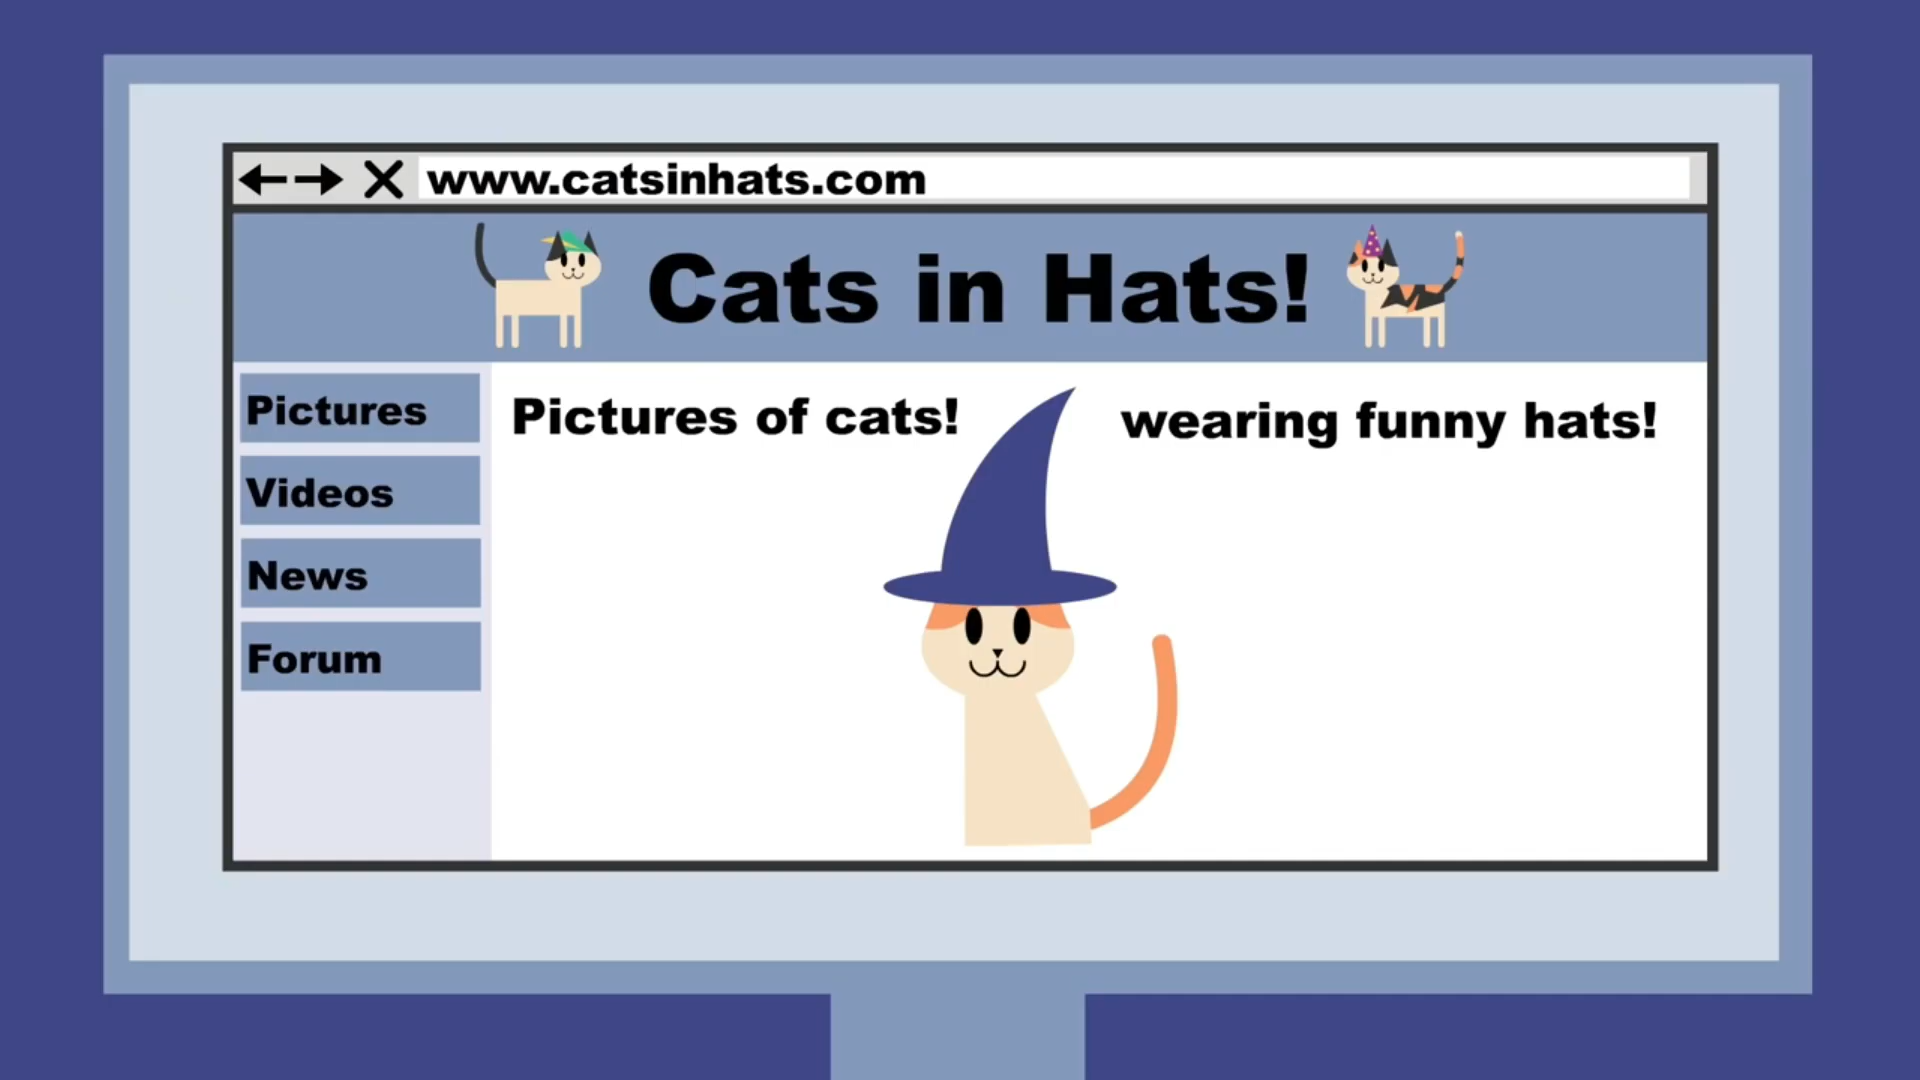 www.catsinhats.com
Cats in Hats!
Pictures
Videos
News
Forum
Pictures of cats!
wearing funny hats!